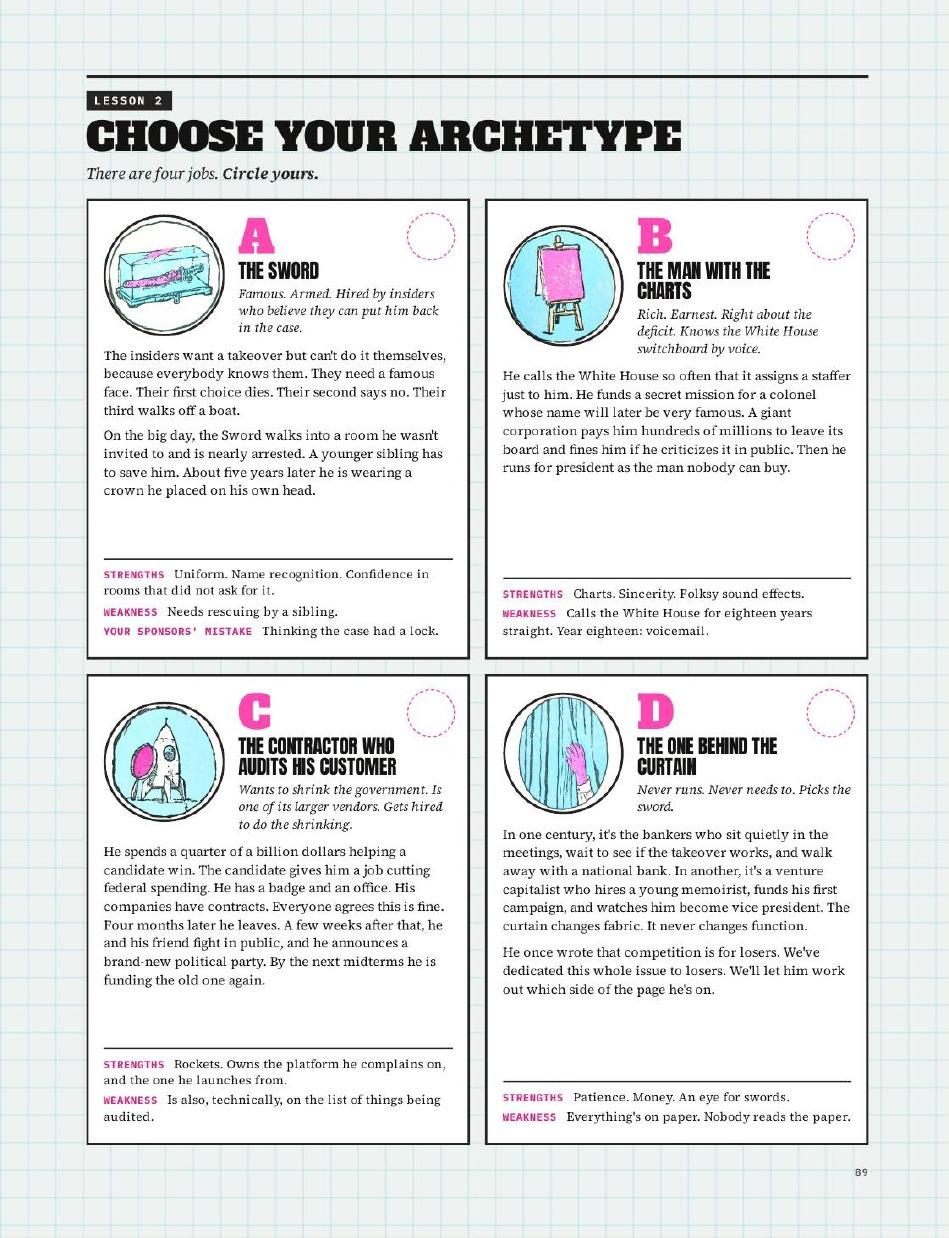 LESSON 2
CHOOSE YOUR ARCHETYPE
There are four jobs. Circle yours.
A
THE SWORD
Famous. Armed. Hired by insiders
who believe they can put him back
in the case.
The insiders want a takeover but can't do it themselves,
because everybody knows them. They need a famous
face. Their first choice dies. Their second says no. Their
third walks off a boat.
On the big day, the Sword walks into a room he wasn't
invited to and is nearly arrested. A younger sibling has
to save him. About five years later he is wearing a
crown he placed on his own head.
STRENGTHS Uniform. Name recognition. Confidence in
rooms that did not ask for it.
WEAKNESS Needs rescuing by a sibling.
YOUR SPONSORS' MISTAKE Thinking the case had a lock.
B
THE MAN WITH THE
CHARTS
Rich. Earnest. Right about the
deficit. Knows the White House
switchboard by voice.
He calls the White House so often that it assigns a staffer
just to him. He funds a secret mission for a colonel
whose name will later be very famous. A giant
corporation pays him hundreds of millions to leave its
board and fines him if he criticizes it in public. Then he
runs for president as the man nobody can buy.
STRENGTHS Charts. Sincerity. Folksy sound effects.
WEAKNESS Calls the White House for eighteen years
straight. Year eighteen: voicemail.
C
THE CONTRACTOR WHO
AUDITS HIS CUSTOMER
Wants to shrink the government. Is
one of its larger vendors. Gets hired
to do the shrinking.
He spends a quarter of a billion dollars helping a
candidate win. The candidate gives him a job cutting
federal spending. He has a badge and an office. His
companies have contracts. Everyone agrees this is fine.
Four months later he leaves. A few weeks after that, he
and his friend fight in public, and he announces a
brand-new political party. By the next midterms he is
funding the old one again.
STRENGTHS Rockets. Owns the platform he complains on,
and the one he launches from.
WEAKNESS Is also, technically, on the list of things being
audited.
D
THE ONE BEHIND THE
CURTAIN
Never runs. Never needs to. Picks the
sword.
In one century, it's the bankers who sit quietly in the
meetings, wait to see if the takeover works, and walk
away with a national bank. In another, it's a venture
capitalist who hires a young memoirist, funds his first
campaign, and watches him become vice president. The
curtain changes fabric. It never changes function.
He once wrote that competition is for losers. We've
dedicated this whole issue to losers. We'll let him work
out which side of the page he's on.
STRENGTHS Patience. Money. An eye for swords.
WEAKNESS Everything's on paper. Nobody reads the paper.
89